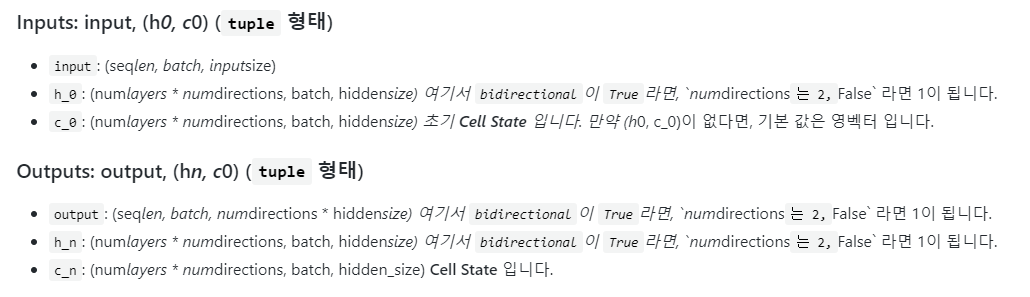 Inputs: input, (h0, c0) ( tuple 형태)
input : (seqlen, batch, inputsize)
h_0 : (numlayers * numdirections, batch, hiddensize) 여기서 bidirectional 이 True 라면, `numdirections 는 2, False` 라면 1이 됩니다.
c_0 : (numlayers * numdirections, batch, hiddensize) 초기 Cell State 입니다. 만약 (h0, c_0)이 없다면, 기본 값은 영벡터 입니다.
Outputs: output, (hn, c0) ( tuple 형태)
output : (seqlen, batch, numdirections * hiddensize) 여기서 bidirectional 이 True 라면, `numdirections 는 2, False` 라면 1이 됩니다.
h_n : (numlayers * numdirections, batch, hiddensize) 여기서 bidirectional 이 True 라면, `numdirections 는 2, False` 라면 1이 됩니다.
c_n : (numlayers * numdirections, batch, hidden_size) Cell State 입니다.